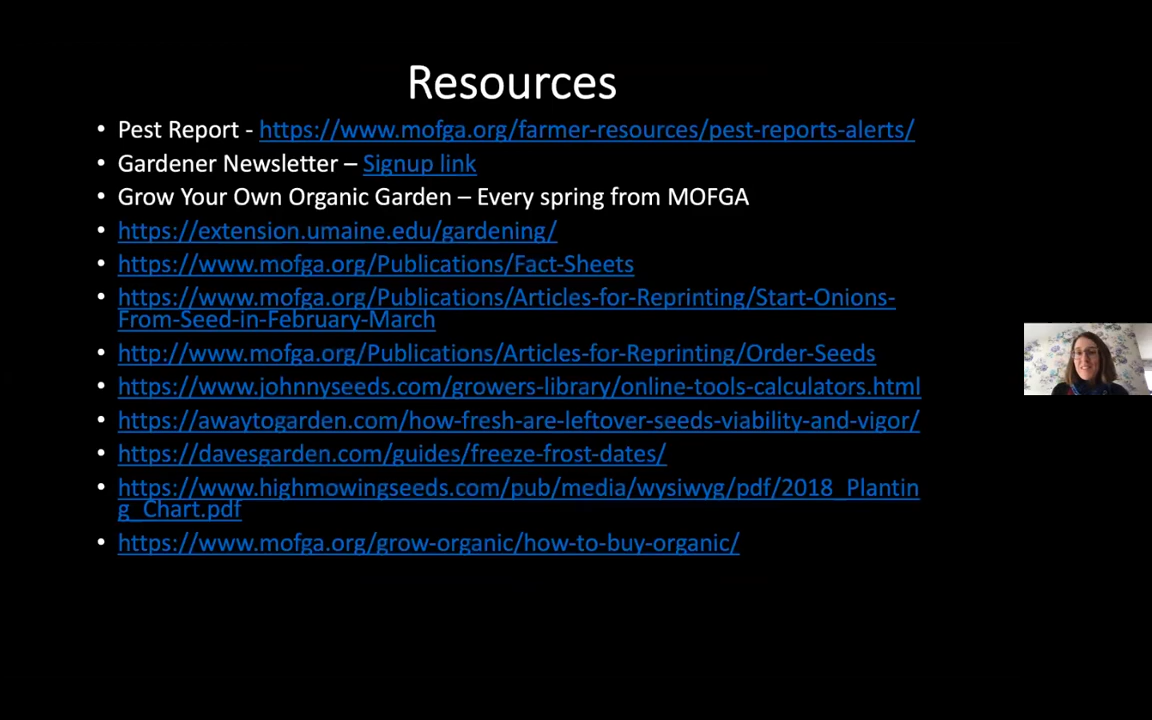 Resources
• Pest Report - https://www.mofga.org/farmer-resources/pest-reports-alerts/
• Gardener Newsletter – Signup link
• Grow Your Own Organic Garden – Every spring from MOFGA
• https://extension.umaine.edu/gardening/
• https://www.mofga.org/Publications/Fact-Sheets
• https://www.mofga.org/Publications/Articles-for-Reprinting/Start-Onions-
From-Seed-in-February-March
• http://www.mofga.org/Publications/Articles-for-Reprinting/Order-Seeds
• https://www.johnnyseeds.com/growers-library/online-tools-calculators.html
• https://awaytogarden.com/how-fresh-are-leftover-seeds-viability-and-vigor/
• https://davesgarden.com/guides/freeze-frost-dates/
• https://www.highmowingseeds.com/pub/media/wysiwyg/pdf/2018_Plantin
g_Chart.pdf
• https://www.mofga.org/grow-organic/how-to-buy-organic/